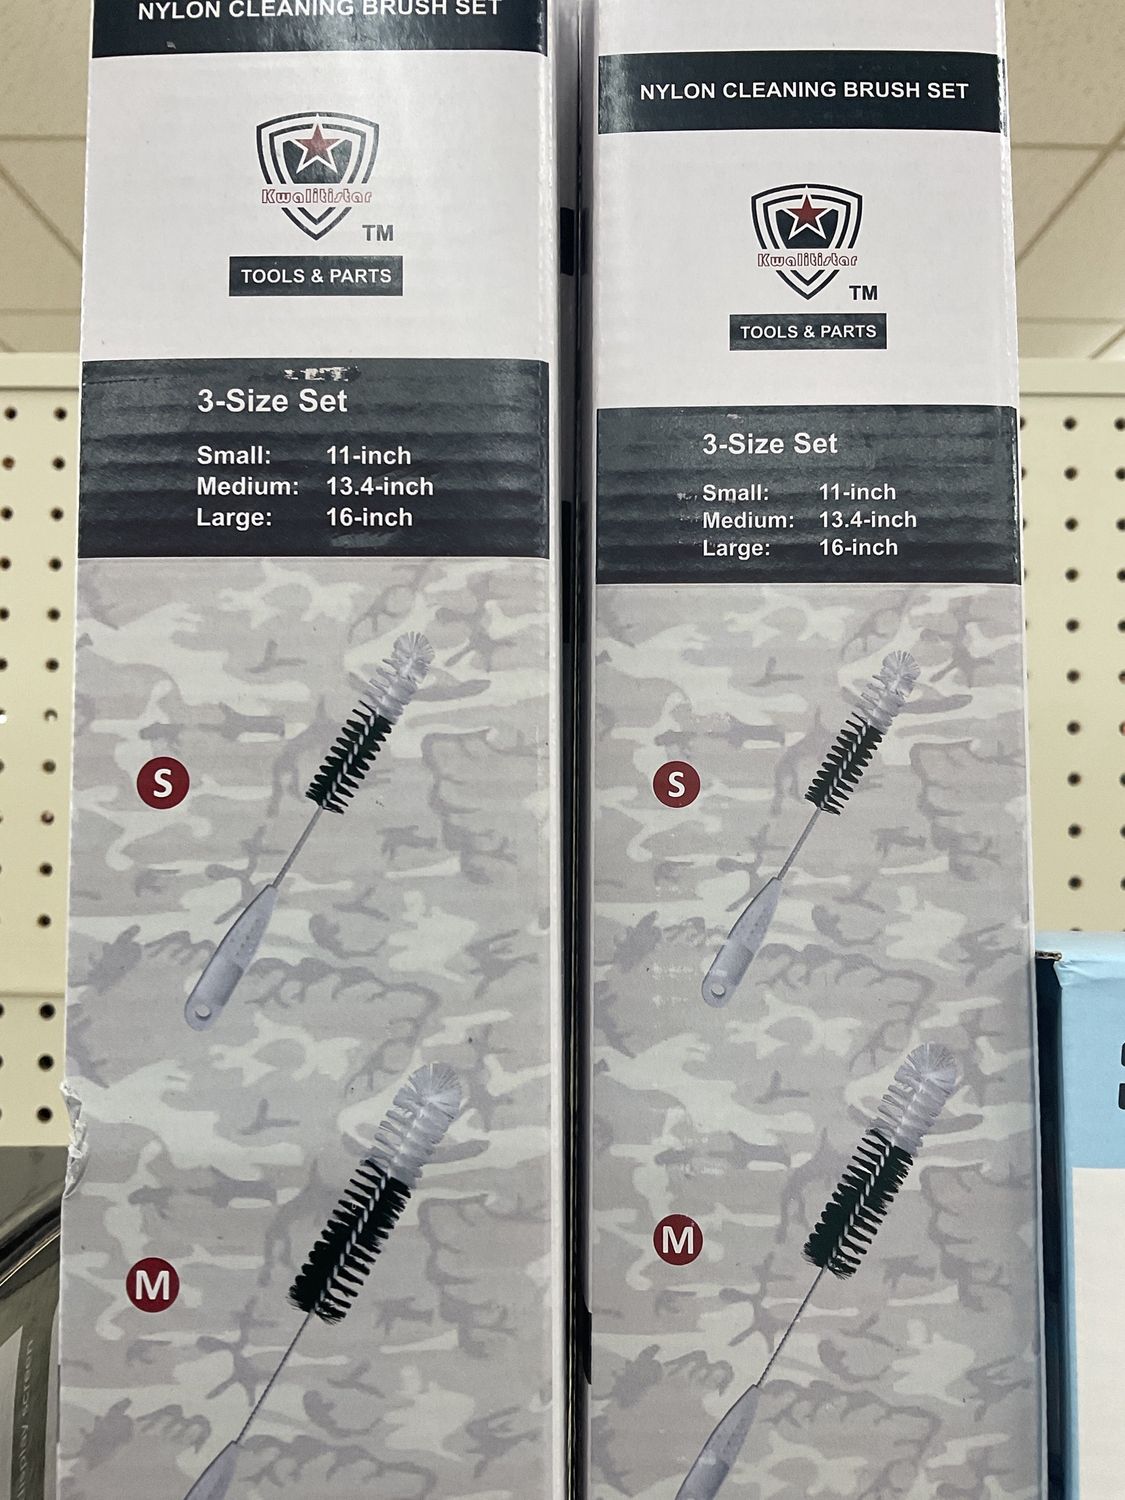 NYLON CLEANING BRUSH SET
Kwalitistar
TM
TOOLS & PARTS
3-Size Set
Small: 11-inch
Medium: 13.4-inch
Large: 16-inch
S
M
NYLON CLEANING BRUSH SET
Kwalitistar
TM
TOOLS & PARTS
3-Size Set
Small: 11-inch
Medium: 13.4-inch
Large: 16-inch
S
M
display screen